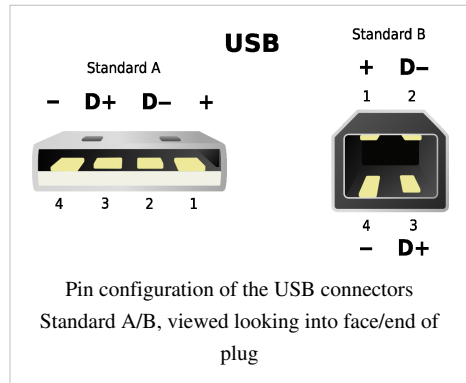 USB
Standard A
− D+ D− +
4 3 2 1
Standard B
+ D−
1 2
4 3
− D+
Pin configuration of the USB connectors
Standard A/B, viewed looking into face/end of
plug